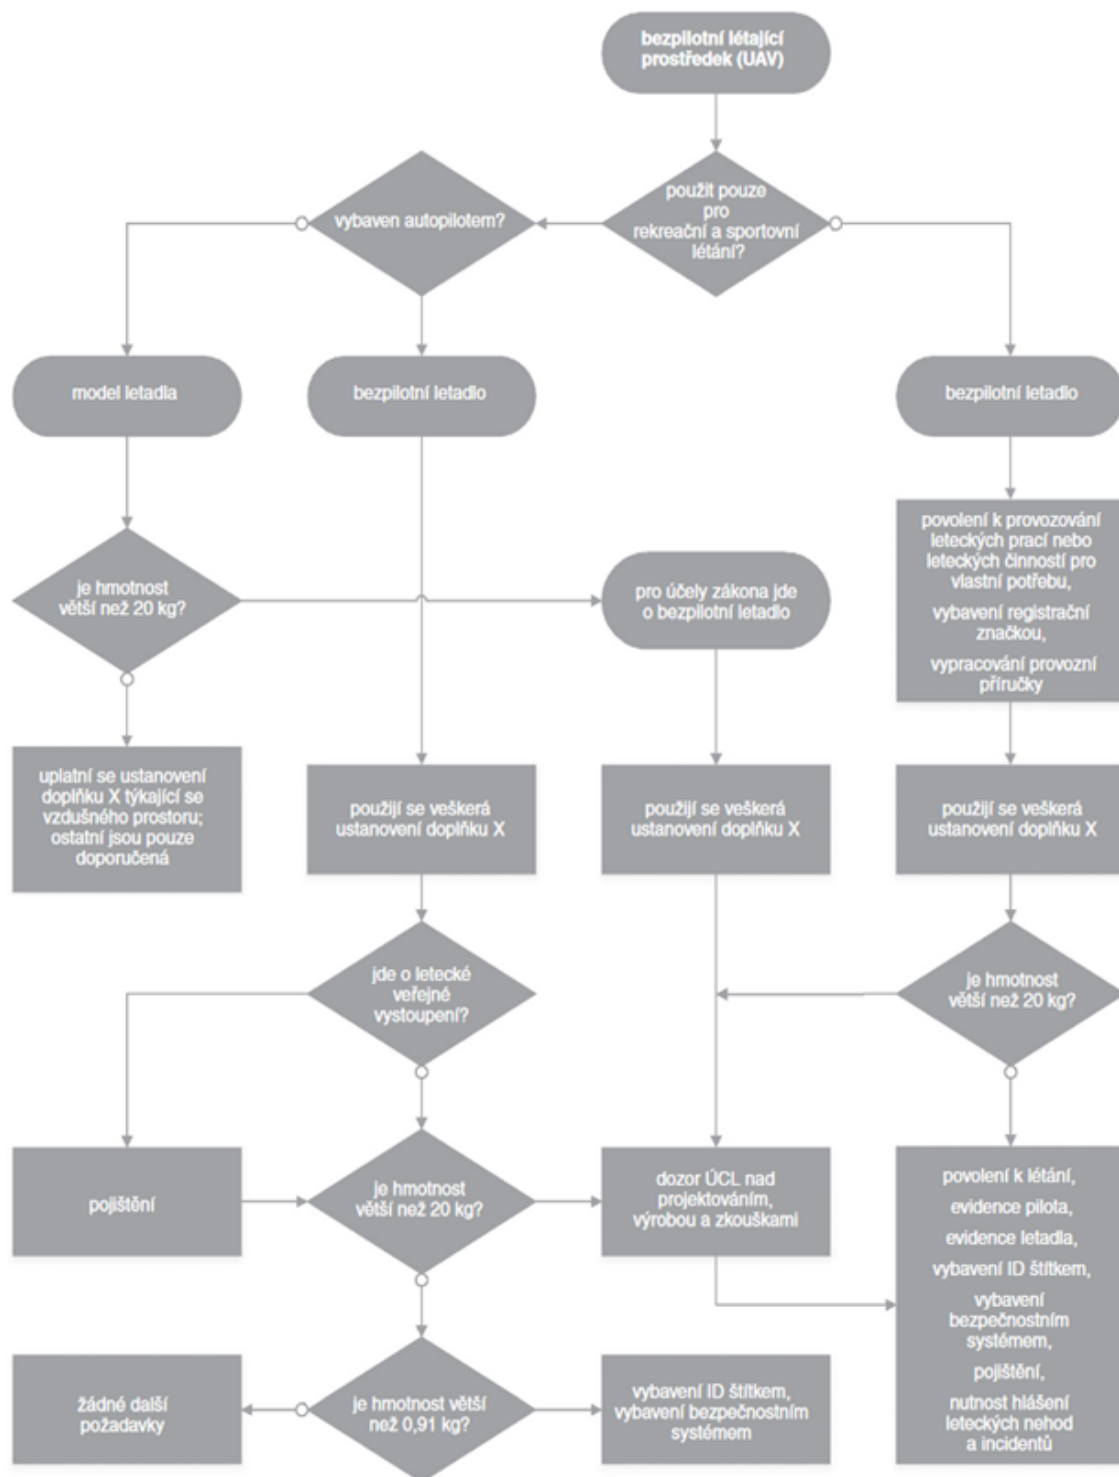 bezpilotní létající
prostředek (UAV)
vybaven autopilotem?
použit pouze
pro
rekreační a sportovní
létání?
model letadla
bezpilotní letadlo
bezpilotní letadlo
je hmotnost
větší než 20 kg?
pro účely zákona jde
o bezpilotní letadlo
povolení k provozování
leteckých prací nebo
leteckých činností pro
vlastní potřebu,
vybavení registrační
značkou,
vypracování provozní
příručky
uplatní se ustanovení
doplňku X týkající se
vzdušného prostoru;
ostatní jsou pouze
doporučená
použijí se veškerá
ustanovení doplňku X
použijí se veškerá
ustanovení doplňku X
použijí se veškerá
ustanovení doplňku X
jde o letecké
veřejné
vystoupení?
je hmotnost
větší než 20 kg?
pojištění
je hmotnost
větší než 20 kg?
dozor ÚCL nad
projektováním,
výrobou a zkouškami
povolení k létání,
evidence pilota,
evidence letadla,
vybavení ID štítkem,
vybavení
bezpečnostním
systémem,
pojištění,
nutnost hlášení
leteckých nehod
a incidentů
žádné další
požadavky
je hmotnost větší
než 0,91 kg?
vybavení ID štítkem,
vybavení bezpečnostním
systémem